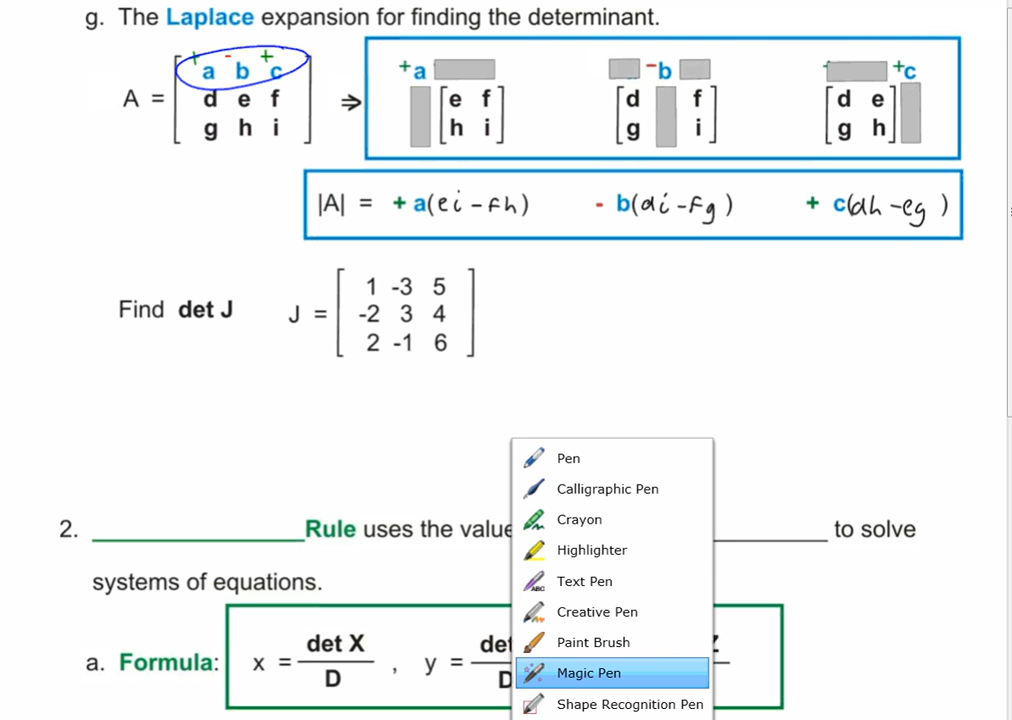 g. The Laplace expansion for finding the determinant.
+ - +
a b c
A = d e f
g h i
⇒
+a
e f
h i
-b
d f
g i
+c
d e
g h
|A| = + a(ei - fh) - b(di - fg) + c(dh - eg)
1 -3 5
Find det J J = -2 3 4
2 -1 6
2. ____________ Rule uses the value ____________ to solve
systems of equations.
a. Formula: x = det X / D , y = det / D
Pen
Calligraphic Pen
Crayon
Highlighter
Text Pen
Creative Pen
Paint Brush
Magic Pen
Shape Recognition Pen